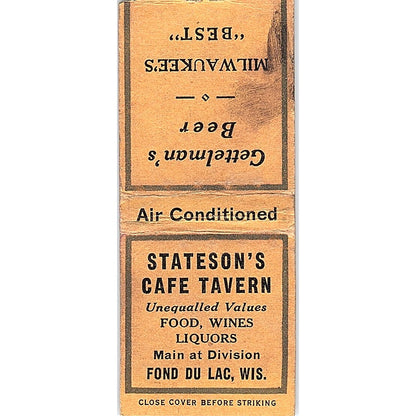 Gettelman's
Beer
MILWAUKEE'S
"BEST"
Air Conditioned
STATESON'S
CAFE TAVERN
Unequalled Values
FOOD, WINES
LIQUORS
Main at Division
FOND DU LAC, WIS.
CLOSE COVER BEFORE STRIKING